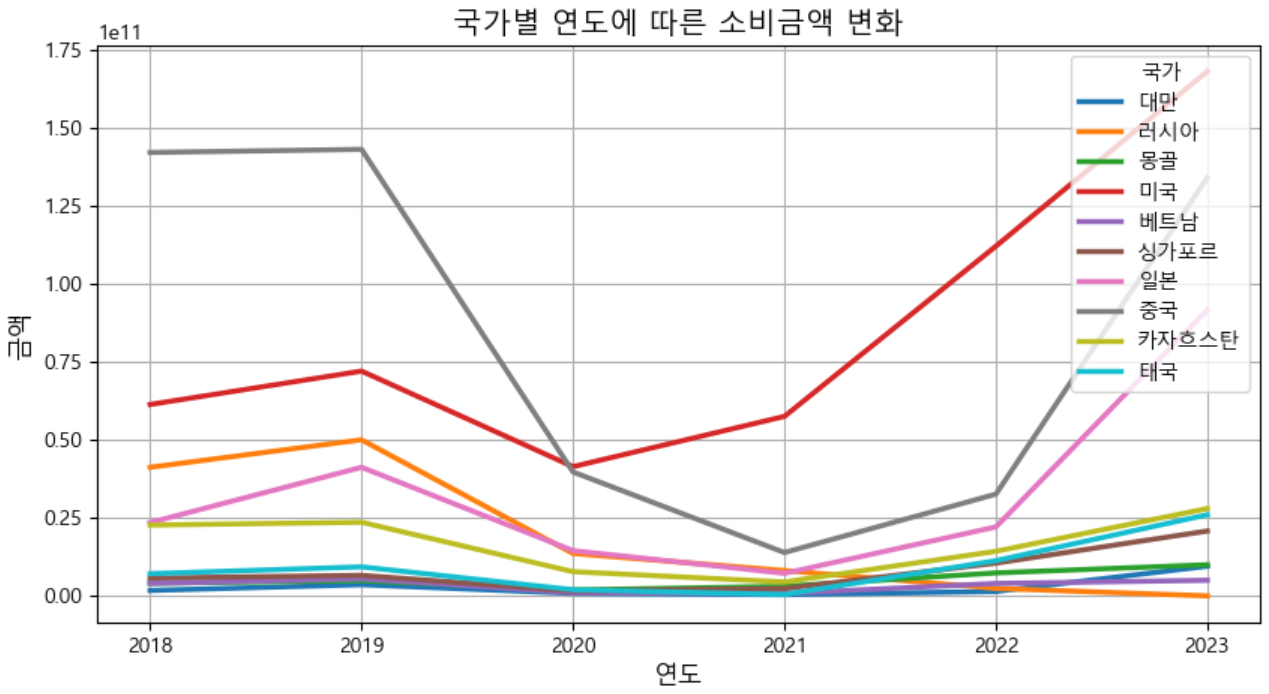 국가별 연도에 따른 소비금액 변화
1e11
1.75
1.50
1.25
1.00
0.75
0.50
0.25
0.00
금액
2018 2019 2020 2021 2022 2023
연도
국가
대만
러시아
몽골
미국
베트남
싱가포르
일본
중국
카자흐스탄
태국